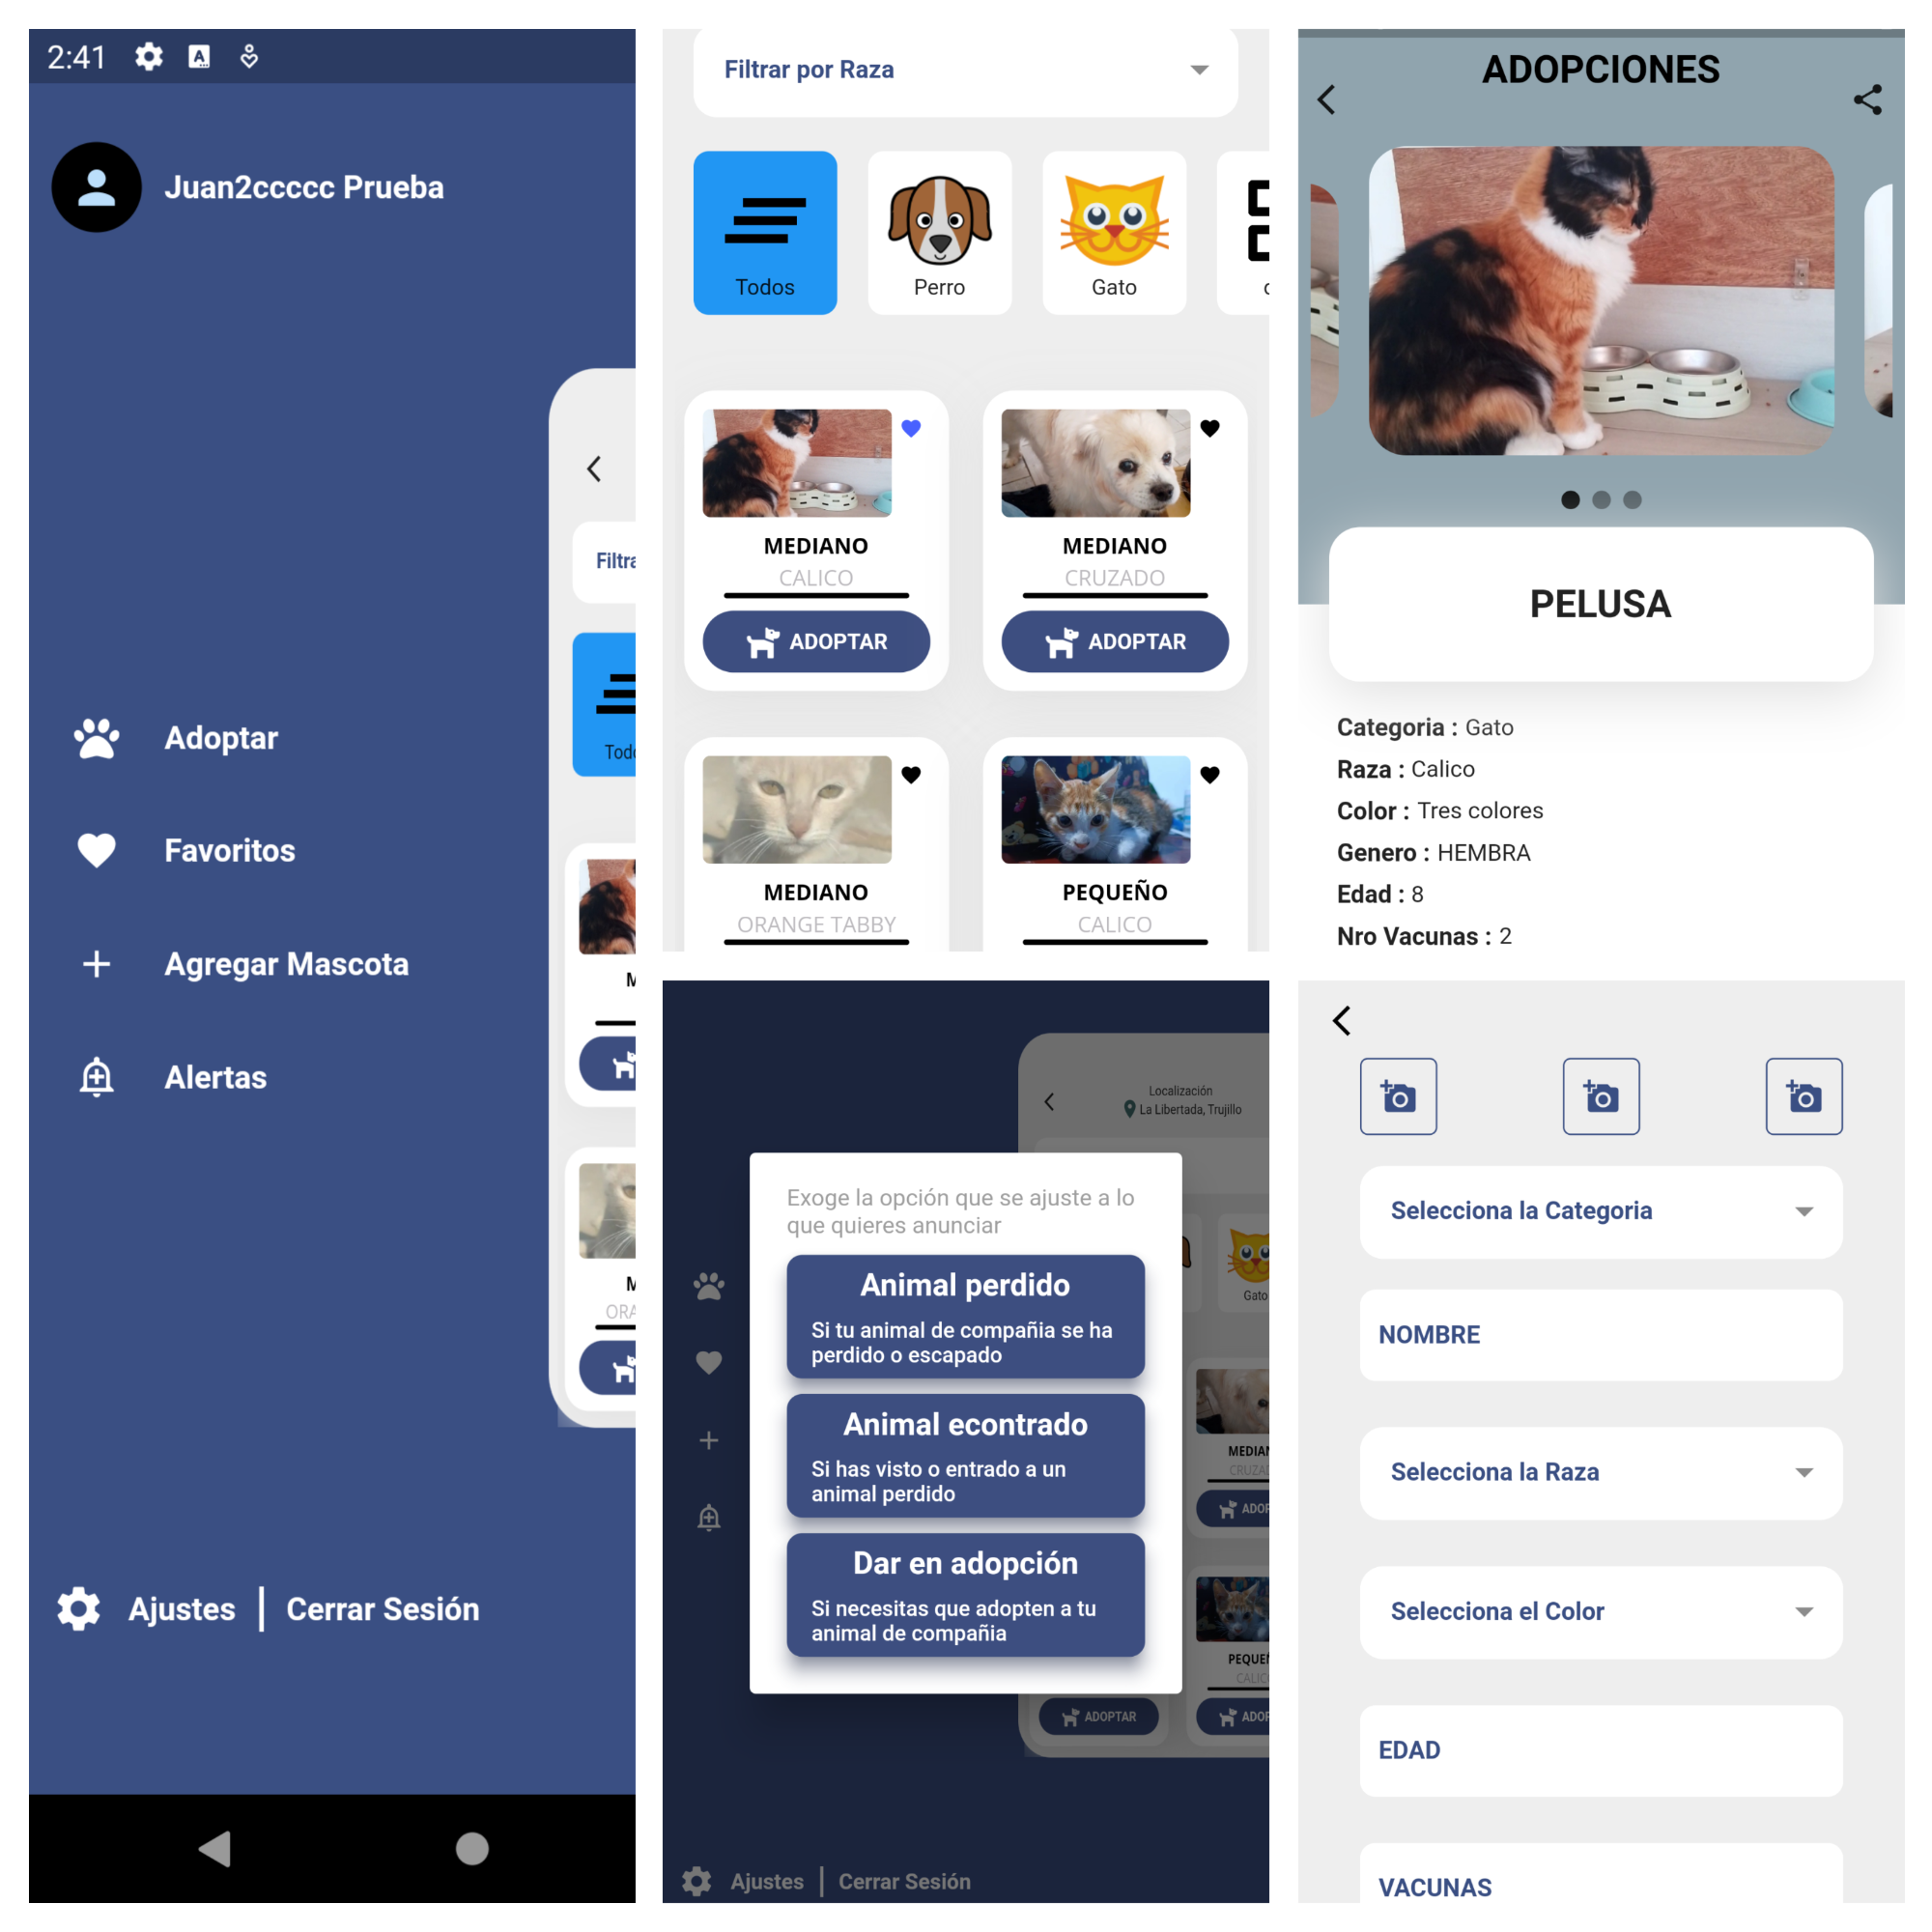 2:41
Juan2ccccc Prueba
Filtra
Todo
Adoptar
Favoritos
Agregar Mascota
Alertas
M
M
ORA
Ajustes | Cerrar Sesión
Filtrar por Raza
Todos
Perro
Gato
MEDIANO
CALICO
ADOPTAR
MEDIANO
CRUZADO
ADOPTAR
MEDIANO
ORANGE TABBY
PEQUEÑO
CALICO
ADOPCIONES
PELUSA
Categoria : Gato
Raza : Calico
Color : Tres colores
Genero : HEMBRA
Edad : 8
Nro Vacunas : 2
Localización
La Libertada, Trujillo
Exoge la opción que se ajuste a lo
que quieres anunciar
Animal perdido
Si tu animal de compañia se ha
perdido o escapado
Animal econtrado
Si has visto o entrado a un
animal perdido
Dar en adopción
Si necesitas que adopten a tu
animal de compañia
Gato
MEDIAN
CRUZA
ADOP
PEQUEÑ
CALIC
ADOPTAR
ADOP
Ajustes | Cerrar Sesión
Selecciona la Categoria
NOMBRE
Selecciona la Raza
Selecciona el Color
EDAD
VACUNAS